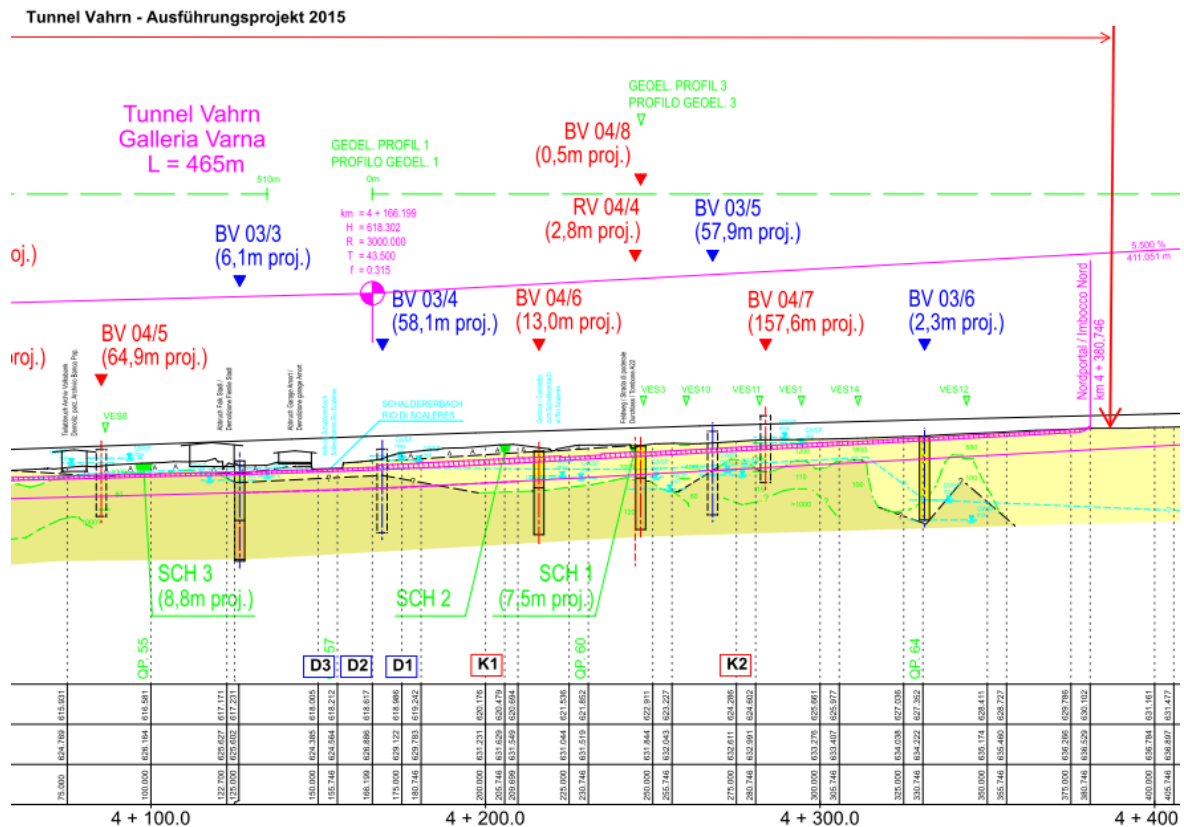 Tunnel Vahrn - Ausführungsprojekt 2015
Tunnel Vahrn
Galleria Varna
L = 465m
510m
0m
GEOEL. PROFIL 1
PROFILO GEOEL. 1
GEOEL. PROFIL 3
PROFILO GEOEL. 3
km = 4 + 166.199
H = 618.302
R = 3000.000
T = 43.500
f = 0.315
BV 04/8
(0,5m proj.)
RV 04/4
(2,8m proj.)
BV 03/5
(57,9m proj.)
BV 03/3
(6,1m proj.)
oj.)
5,500 %
411.051 m
BV 03/4
(58,1m proj.)
BV 04/6
(13,0m proj.)
BV 04/7
(157,6m proj.)
BV 03/6
(2,3m proj.)
BV 04/5
(64,9m proj.)
roj.)
Nordportal / Imbocco Nord
km 4 + 380.746
Abbruch Garage Amort /
Demolizione garage Amort
SCHALDERERBACH
RIO DI SCALERES
VES8
VES3
VES10
VES11
VES1
VES14
VES12
SCH 3
(8,8m proj.)
SCH 2
SCH 1
(7,5m proj.)
QP. 55
57
QP. 60
QP. 64
D3
D2
D1
K1
K2
615.931
616.581
617.171
617.231
618.005
618.212
618.617
618.986
619.242
620.176
620.479
620.694
621.536
621.852
622.911
623.227
624.286
624.602
625.661
625.977
627.036
627.352
628.411
628.727
629.786
630.102
631.161
631.477
624.769
626.164
625.627
625.602
624.385
624.564
626.886
629.122
629.783
631.231
631.629
631.549
631.044
631.519
631.844
632.043
632.611
632.991
633.276
633.407
634.038
634.222
635.174
635.460
636.266
636.529
636.784
636.897
75.000
100.000
122.700
125.000
150.000
155.746
166.199
175.000
180.746
200.000
205.746
209.699
225.000
230.746
250.000
255.746
275.000
280.746
300.000
305.746
325.000
330.746
350.000
355.746
375.000
380.746
400.000
405.746
4 + 100.0
4 + 200.0
4 + 300.0
4 + 400